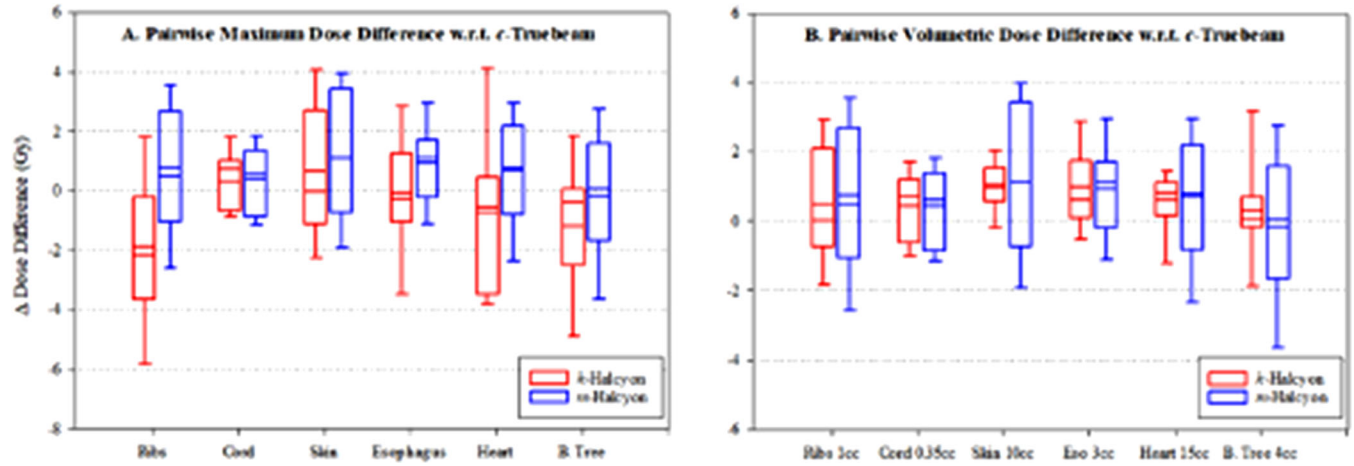 A. Pairwise Maximum Dose Difference w.r.t. c-Truebeam
6
4
2
0
-2
-4
-6
-8
Δ Dose Difference (Gy)
Ribs Cord Skin Esophagus Heart B. Tree
k-Halcyon
m-Halcyon
B. Pairwise Volumetric Dose Difference w.r.t. c-Truebeam
6
4
2
0
-2
-4
-6
Ribs 1cc Cord 0.35cc Skin 10cc Eso 3cc Heart 15cc B. Tree 4cc
k-Halcyon
m-Halcyon